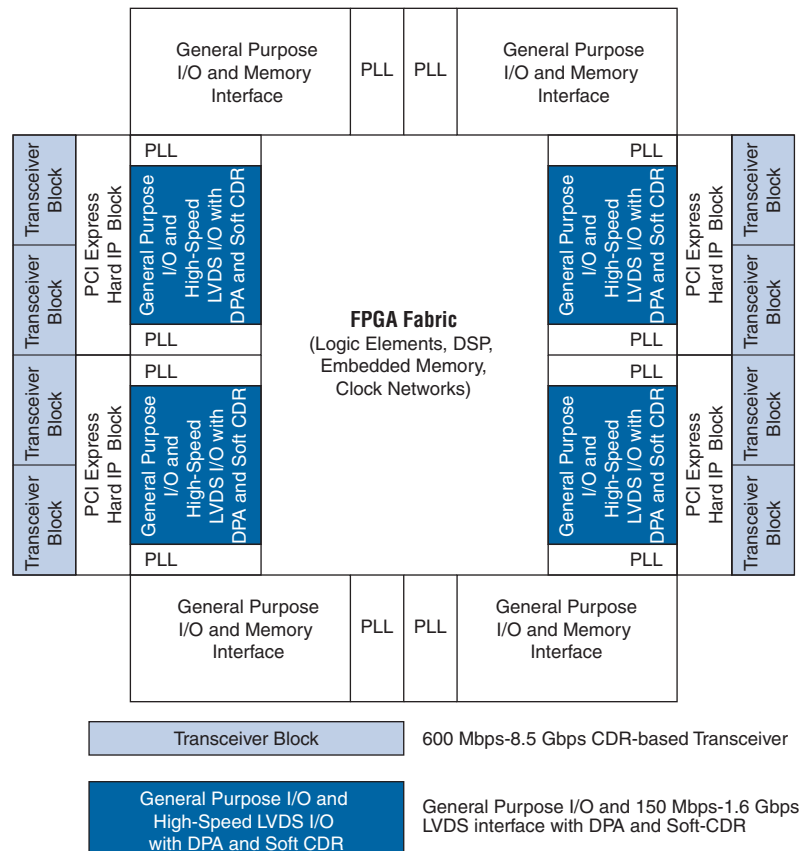 General Purpose
I/O and Memory
Interface
PLL
PLL
General Purpose
I/O and Memory
Interface
Transceiver
Block
Transceiver
Block
PCI Express
Hard IP Block
PLL
General Purpose
I/O and
High-Speed
LVDS I/O with
DPA and Soft CDR
PLL
PLL
General Purpose
I/O and
High-Speed
LVDS I/O with
DPA and Soft CDR
PLL
PCI Express
Hard IP Block
Transceiver
Block
Transceiver
Block
FPGA Fabric
(Logic Elements, DSP,
Embedded Memory,
Clock Networks)
Transceiver
Block
Transceiver
Block
PCI Express
Hard IP Block
PLL
General Purpose
I/O and
High-Speed
LVDS I/O with
DPA and Soft CDR
PLL
PLL
General Purpose
I/O and
High-Speed
LVDS I/O with
DPA and Soft CDR
PLL
PCI Express
Hard IP Block
Transceiver
Block
Transceiver
Block
General Purpose
I/O and Memory
Interface
PLL
PLL
General Purpose
I/O and Memory
Interface
Transceiver Block
600 Mbps-8.5 Gbps CDR-based Transceiver
General Purpose I/O and
High-Speed LVDS I/O
with DPA and Soft CDR
General Purpose I/O and 150 Mbps-1.6 Gbps
LVDS interface with DPA and Soft-CDR